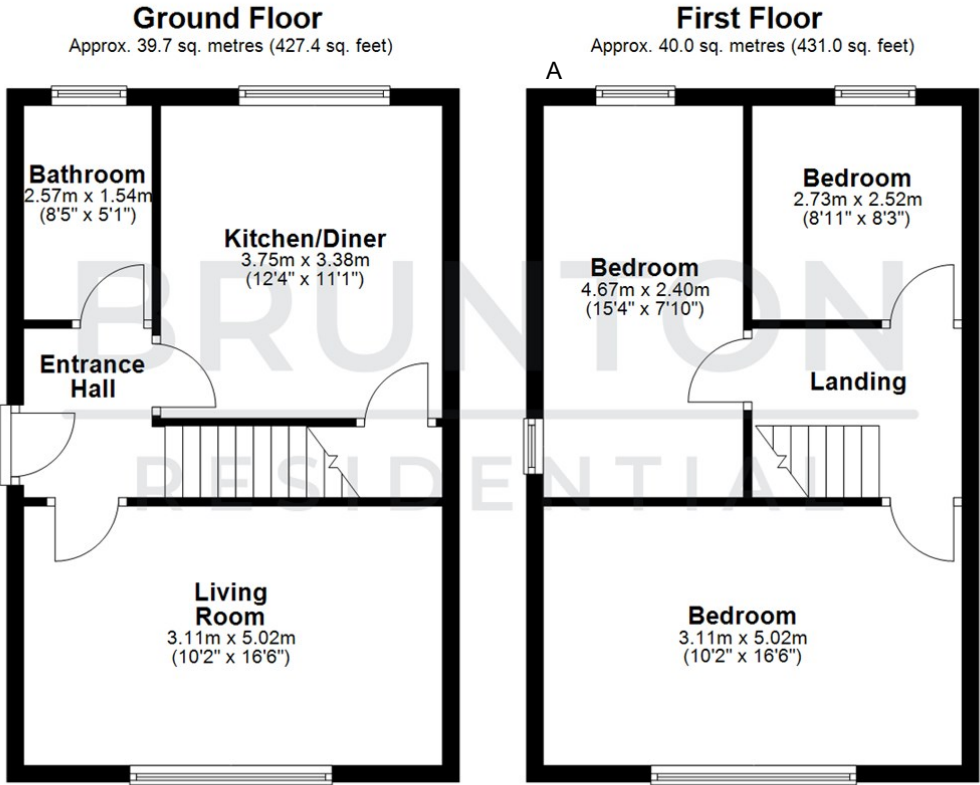 Ground Floor
Approx. 39.7 sq. metres (427.4 sq. feet)
First Floor
Approx. 40.0 sq. metres (431.0 sq. feet)
A
Bathroom
2.57m x 1.54m
(8'5" x 5'1")
Kitchen/Diner
3.75m x 3.38m
(12'4" x 11'1")
Entrance
Hall
Living
Room
3.11m x 5.02m
(10'2" x 16'6")
Bedroom
4.67m x 2.40m
(15'4" x 7'10")
Bedroom
2.73m x 2.52m
(8'11" x 8'3")
Landing
Bedroom
3.11m x 5.02m
(10'2" x 16'6")
BRUNTON
RESIDENTIAL